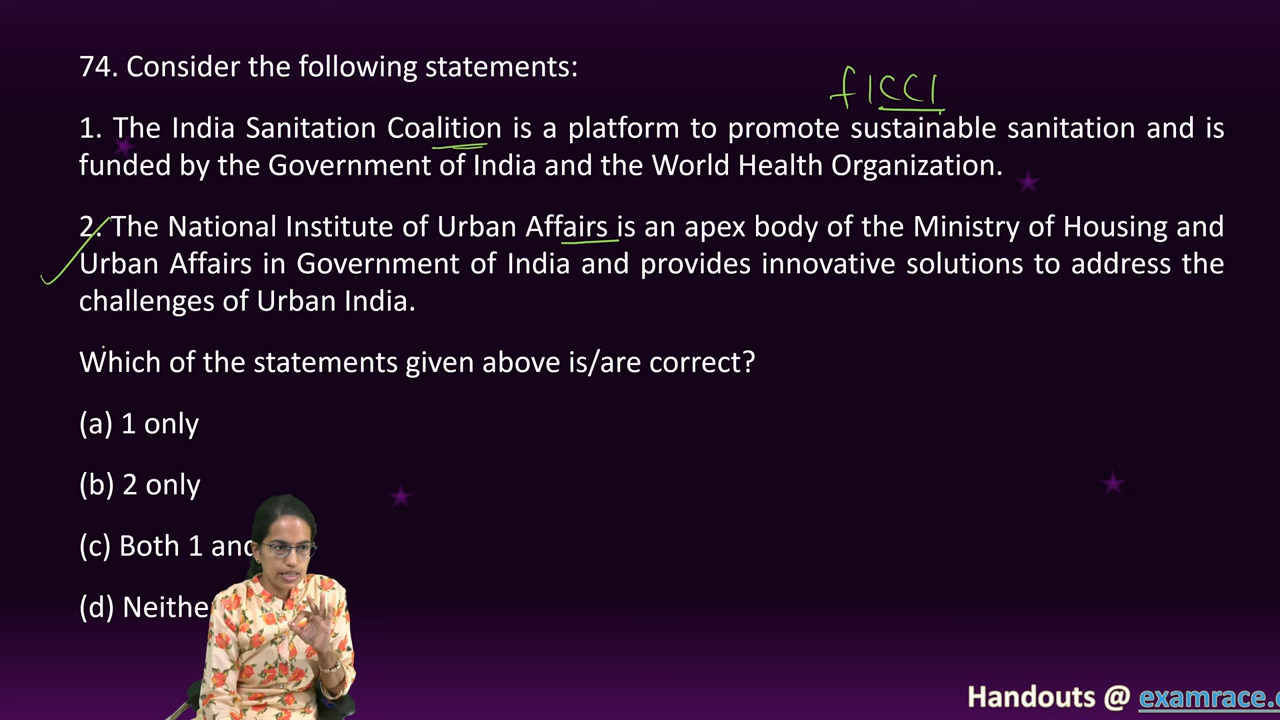 74. Consider the following statements:
fICCI
1. The India Sanitation Coalition is a platform to promote sustainable sanitation and is
funded by the Government of India and the World Health Organization.
2. The National Institute of Urban Affairs is an apex body of the Ministry of Housing and
Urban Affairs in Government of India and provides innovative solutions to address the
challenges of Urban India.
Which of the statements given above is/are correct?
(a) 1 only
(b) 2 only
(c) Both 1 and
(d) Neithe
Handouts @ examrace.